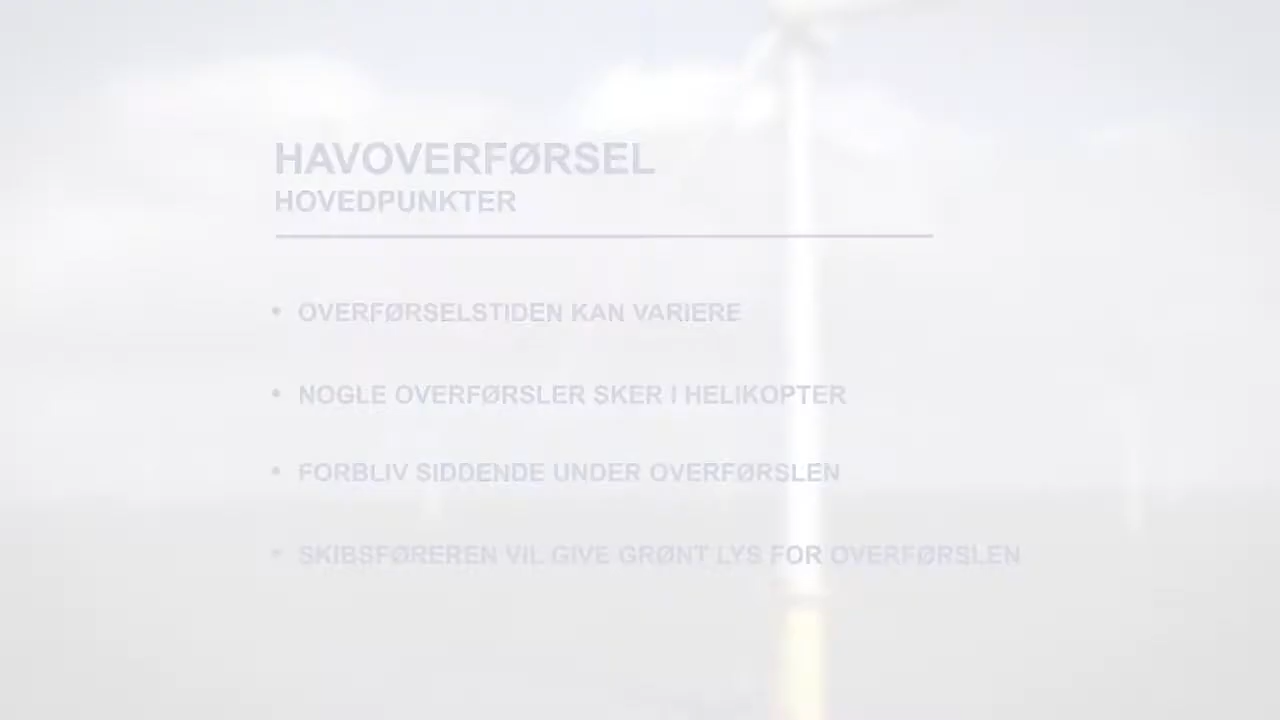 HAVOVERFØRSEL
HOVEDPUNKTER
• OVERFØRSELSTIDEN KAN VARIERE
• NOGLE OVERFØRSLER SKER I HELIKOPTER
• FORBLIV SIDDENDE UNDER OVERFØRSLEN
• SKIBSFØREREN VIL GIVE GRØNT LYS FOR OVERFØRSLEN